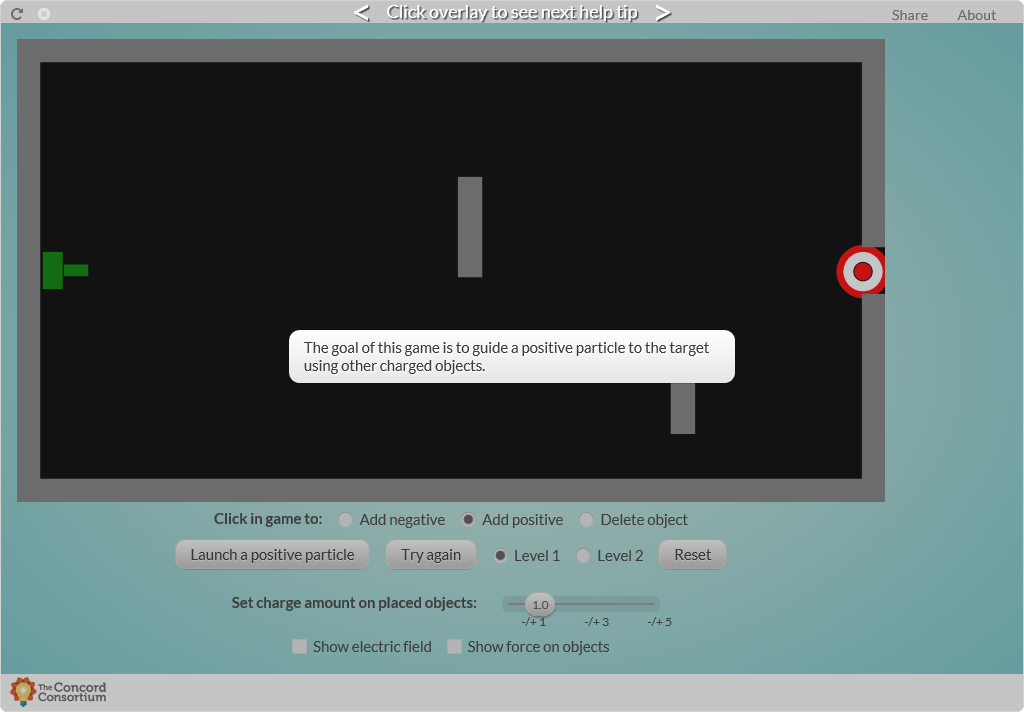 < Click overlay to see next help tip >
Share About
The goal of this game is to guide a positive particle to the target
using other charged objects.
Click in game to: Add negative Add positive Delete object
Launch a positive particle Try again Level 1 Level 2 Reset
Set charge amount on placed objects: 1.0
-/+ 1 -/+ 3 -/+ 5
Show electric field Show force on objects
The Concord
Consortium